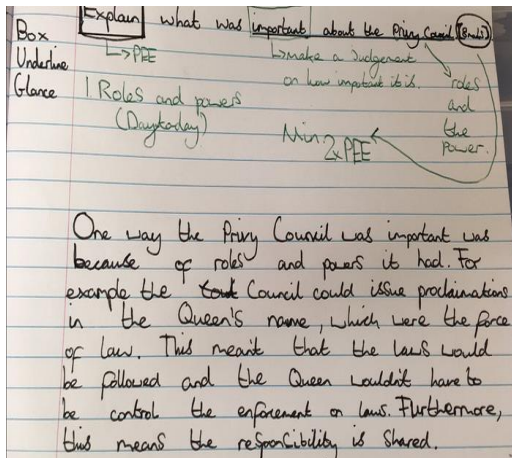 Box
Underline
Glance
Explain what was important about the Privy Council (8mks)
↳PEE
↳make a Judgement
on how important it is.
roles
and
the
power.
1 Roles and powers
(Day to day)
Min
2x PEE
One way the Privy Council was important was
because of roles and powers it had. For
example the Council could issue proclamations
in the Queen's name, which were the force
of law. This meant that the laws would
be followed and the Queen wouldn't have to
be control the enforcement on laws. Furthermore,
this means the responcibility is shared.